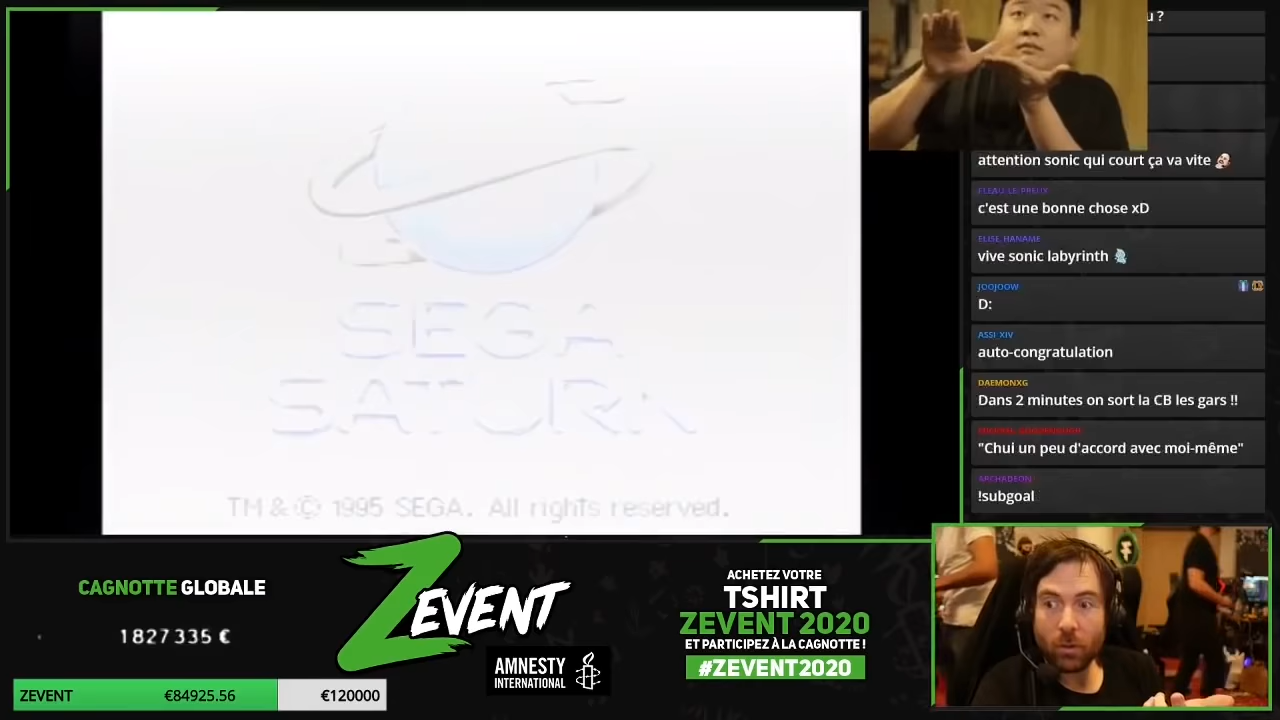 SEGA
SATURN
TM & © 1995 SEGA. All rights reserved.
u ?
attention sonic qui court ça va vite
c'est une bonne chose xD
ELISE_HANAME
vive sonic labyrinth
JOOJOOW
D:
ASSI_XIV
auto-congratulation
DAEMONXG
Dans 2 minutes on sort la CB les gars !!
"Chui un peu d'accord avec moi-même"
!subgoal
CAGNOTTE GLOBALE
1 827 335 €
ZEVENT €84925.56 €120000
ZEVENT
AMNESTY
INTERNATIONAL
ACHETEZ VOTRE
TSHIRT
ZEVENT 2020
ET PARTICIPEZ À LA CAGNOTTE !
#ZEVENT2020